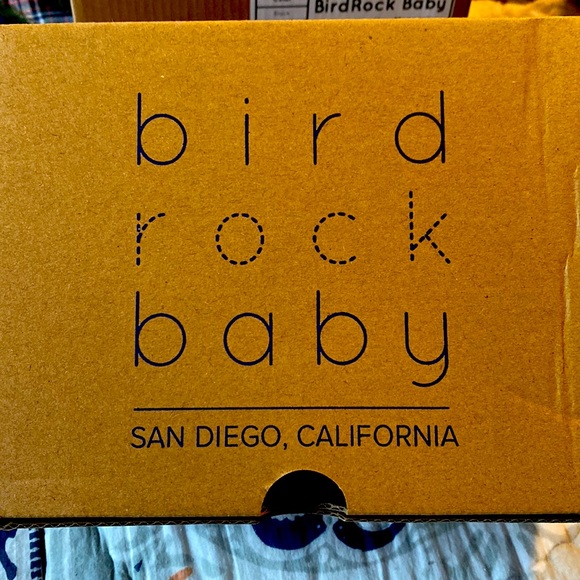 BirdRock Baby
bird
rock
baby
SAN DIEGO, CALIFORNIA